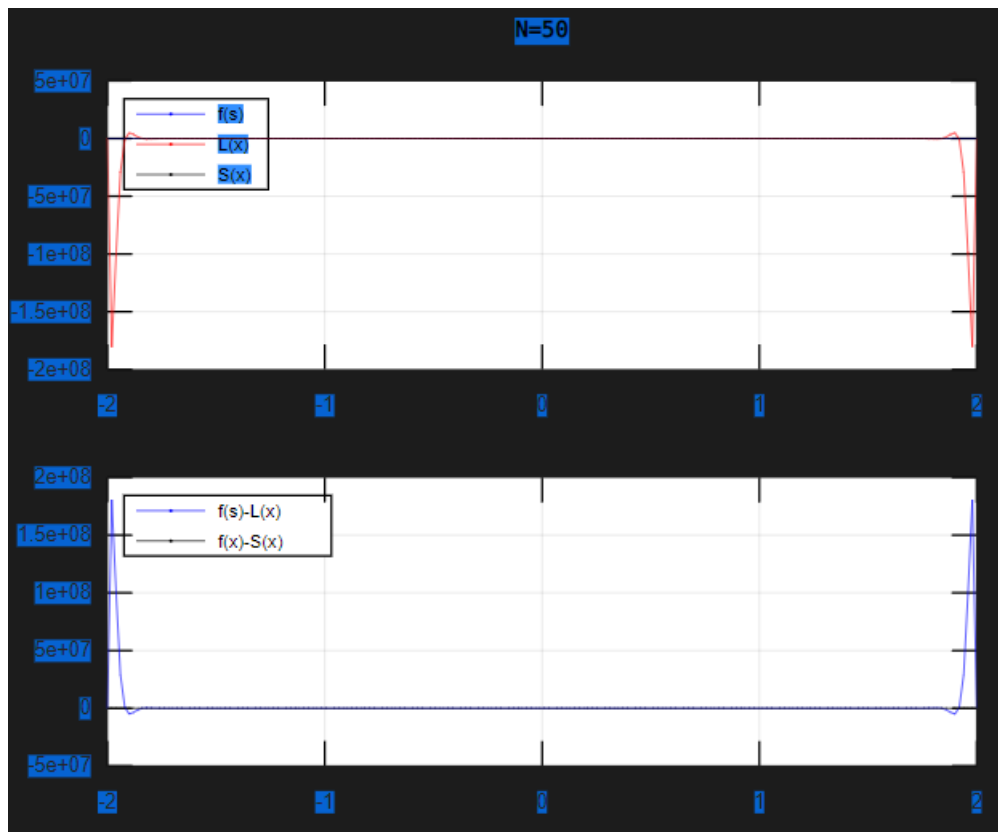 N=50
5e+07
f(s)
0
L(x)
S(x)
-5e+07
-1e+08
-1.5e+08
-2e+08
-2 -1 0 1 2
2e+08
f(s)-L(x)
1.5e+08
f(x)-S(x)
1e+08
5e+07
0
-5e+07
-2 -1 0 1 2